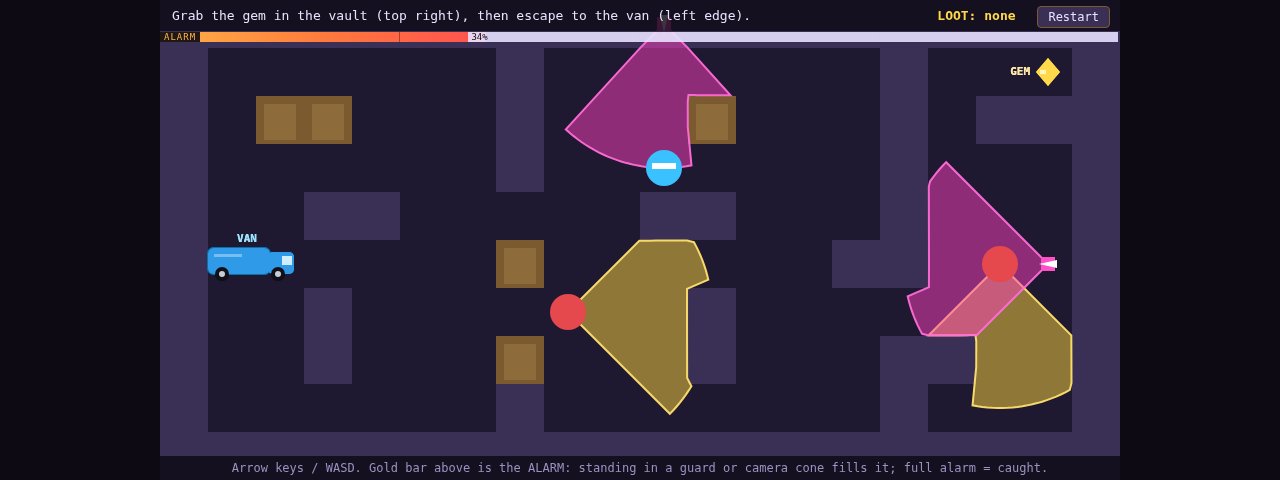 Grab the gem in the vault (top right), then escape to the van (left edge).
LOOT: none
Restart
ALARM
34%
GEM
VAN
Arrow keys / WASD. Gold bar above is the ALARM: standing in a guard or camera cone fills it; full alarm = caught.